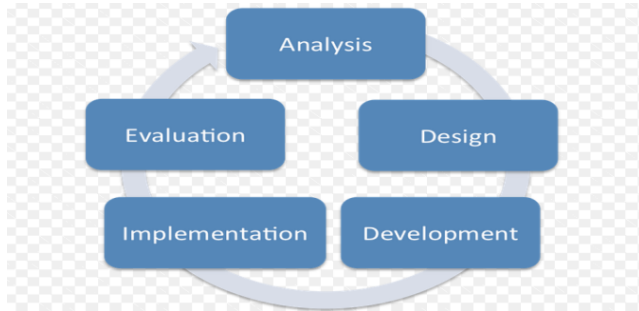 Analysis
Design
Development
Implementation
Evaluation